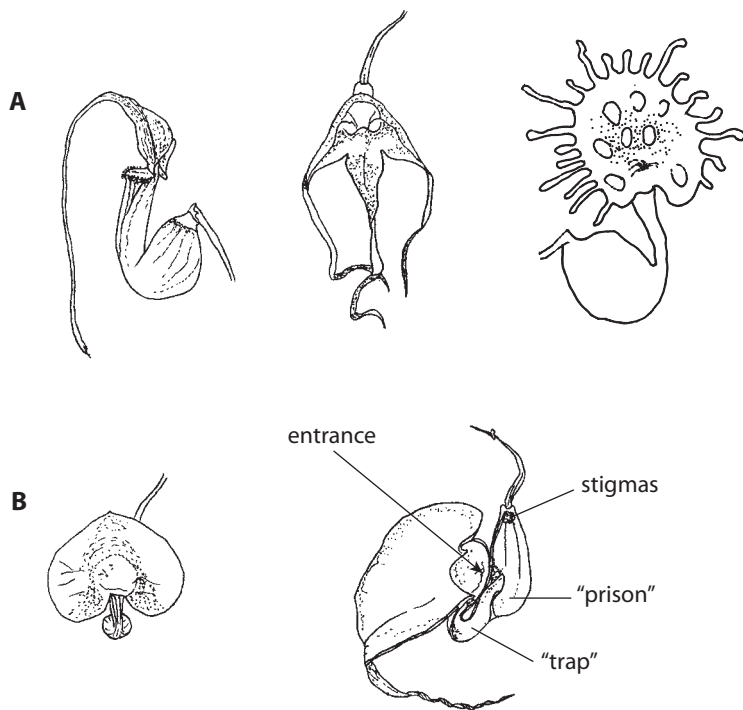 A
B
entrance
stigmas
“prison”
“trap”